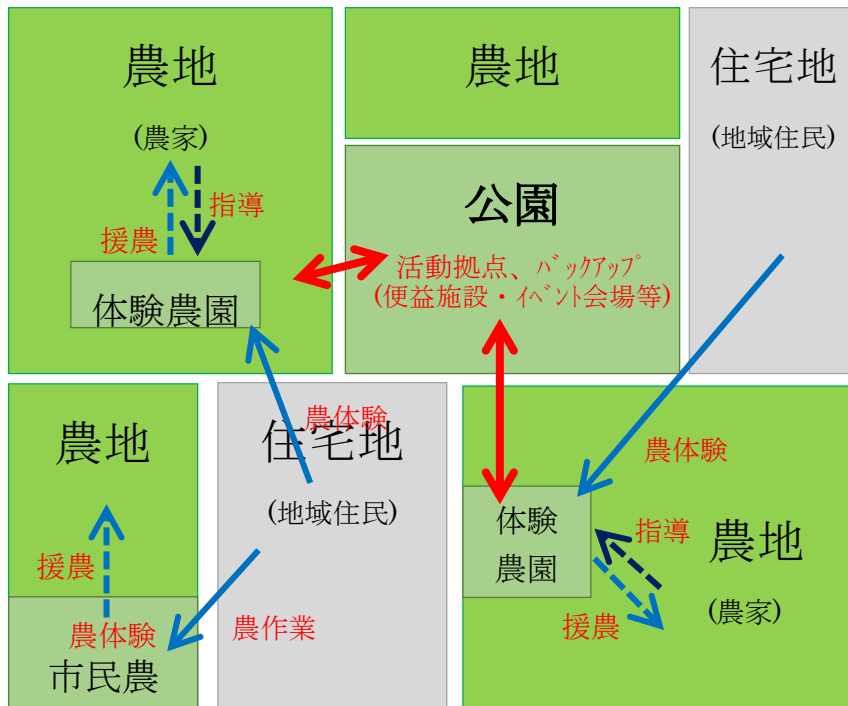 農地
(農家)
援農
指導
体験農園
農地
公園
活動拠点、ﾊﾞｯｸｱｯﾌﾟ
(便益施設・ｲﾍﾞﾝﾄ会場等)
住宅地
(地域住民)
農地
援農
農体験
市民農
住宅地
農体験
(地域住民)
農作業
農体験
体験
農園
指導
援農
農地
(農家)